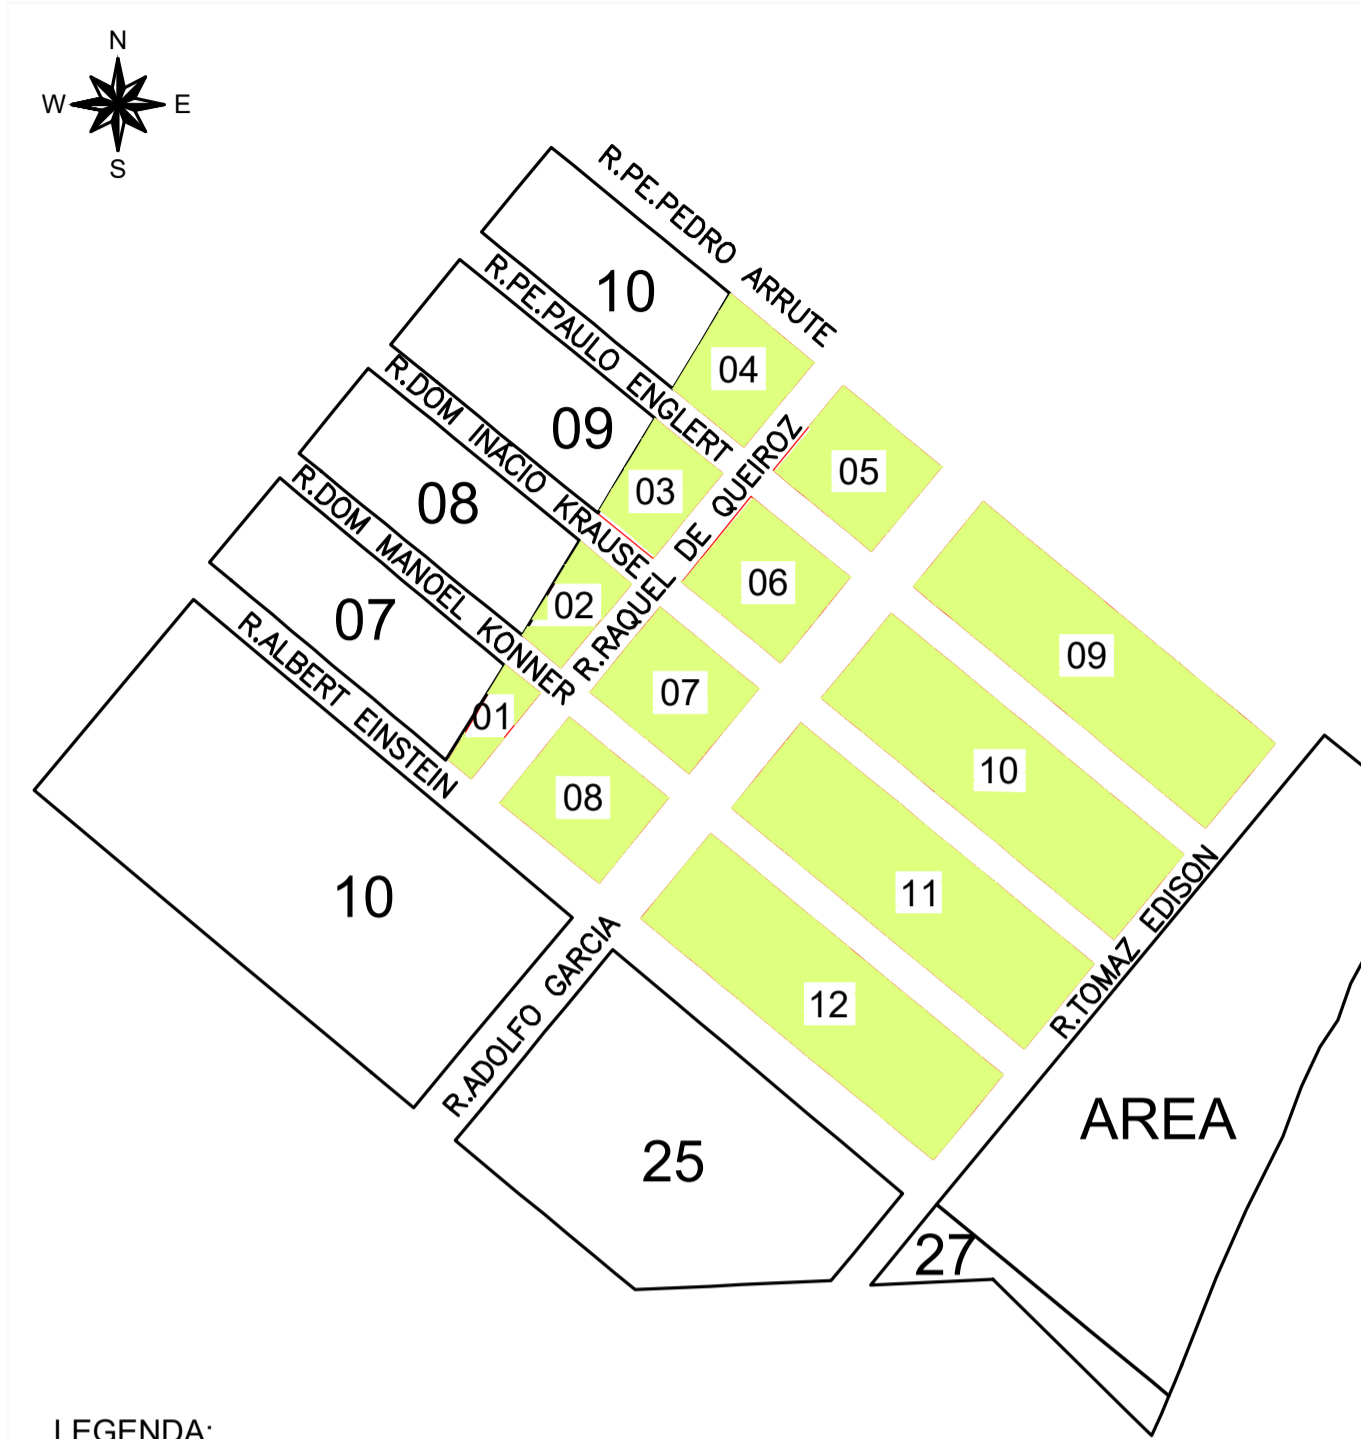 N
W
E
S
R.PE.PEDRO ARRUTE
10
R.PE.PAULO ENGLERT
04
09
R.DOM INACIO KRAUSE
03
DE QUEIROZ
05
08
R.DOM MANOEL KONNER
02
R.RAQUEL
06
07
R.ALBERT EINSTEIN
01
07
09
08
10
10
11
R.TOMAZ EDISON
R.ADOLFO GARCIA
12
AREA
25
27
LEGENDA: